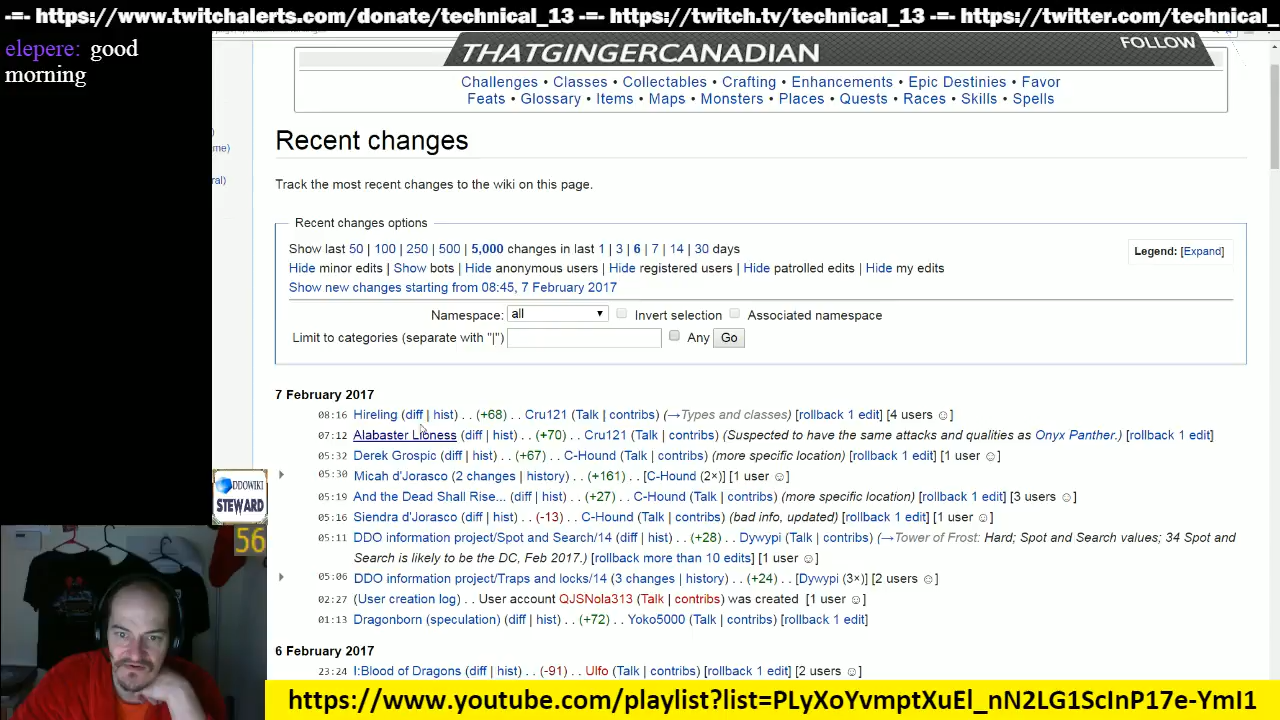 -=- https://www.twitchalerts.com/donate/technical_13 -=- https://twitch.tv/technical_13 -=- https://twitter.com/technical_
elepere: good
morning
THATGINGERCANADIAN
FOLLOW
Challenges • Classes • Collectables • Crafting • Enhancements • Epic Destinies • Favor
Feats • Glossary • Items • Maps • Monsters • Places • Quests • Races • Skills • Spells
Recent changes
Track the most recent changes to the wiki on this page.
Recent changes options
Show last 50 | 100 | 250 | 500 | 5,000 changes in last 1 | 3 | 6 | 7 | 14 | 30 days
Legend: [Expand]
Hide minor edits | Show bots | Hide anonymous users | Hide registered users | Hide patrolled edits | Hide my edits
Show new changes starting from 08:45, 7 February 2017
Namespace: all Invert selection Associated namespace
Limit to categories (separate with "|") Any Go
7 February 2017
08:16 Hireling (diff | hist) . . (+68) . . Cru121 (Talk | contribs) (→Types and classes) [rollback 1 edit] [4 users ☺]
07:12 Alabaster Lioness (diff | hist) . . (+70) . . Cru121 (Talk | contribs) (Suspected to have the same attacks and qualities as Onyx Panther.) [rollback 1 edit]
05:32 Derek Grospic (diff | hist) . . (+67) . . C-Hound (Talk | contribs) (more specific location) [rollback 1 edit] [1 user ☺]
05:30 Micah d'Jorasco (2 changes | history) . . (+161) . . [C-Hound (2×)] [1 user ☺]
05:19 And the Dead Shall Rise... (diff | hist) . . (+27) . . C-Hound (Talk | contribs) (more specific location) [rollback 1 edit] [3 users ☺]
05:16 Siendra d'Jorasco (diff | hist) . . (-13) . . C-Hound (Talk | contribs) (bad info, updated) [rollback 1 edit] [1 user ☺]
05:11 DDO information project/Spot and Search/14 (diff | hist) . . (+28) . . Dywypi (Talk | contribs) (→Tower of Frost: Hard; Spot and Search values; 34 Spot and
Search is likely to be the DC, Feb 2017.) [rollback more than 10 edits] [1 user ☺]
05:06 DDO information project/Traps and locks/14 (3 changes | history) . . (+24) . . [Dywypi (3×)] [2 users ☺]
02:27 (User creation log) . . User account QJSNola313 (Talk | contribs) was created [1 user ☺]
01:13 Dragonborn (speculation) (diff | hist) . . (+72) . . Yoko5000 (Talk | contribs) [rollback 1 edit]
6 February 2017
23:24 I:Blood of Dragons (diff | hist) . . (-91) . . Ulfo (Talk | contribs) [rollback 1 edit] [2 users ☺]
DDOWIKI
STEWARD
56
https://www.youtube.com/playlist?list=PLyXoYvmptXuEl_nN2LG1ScInP17e-YmI1